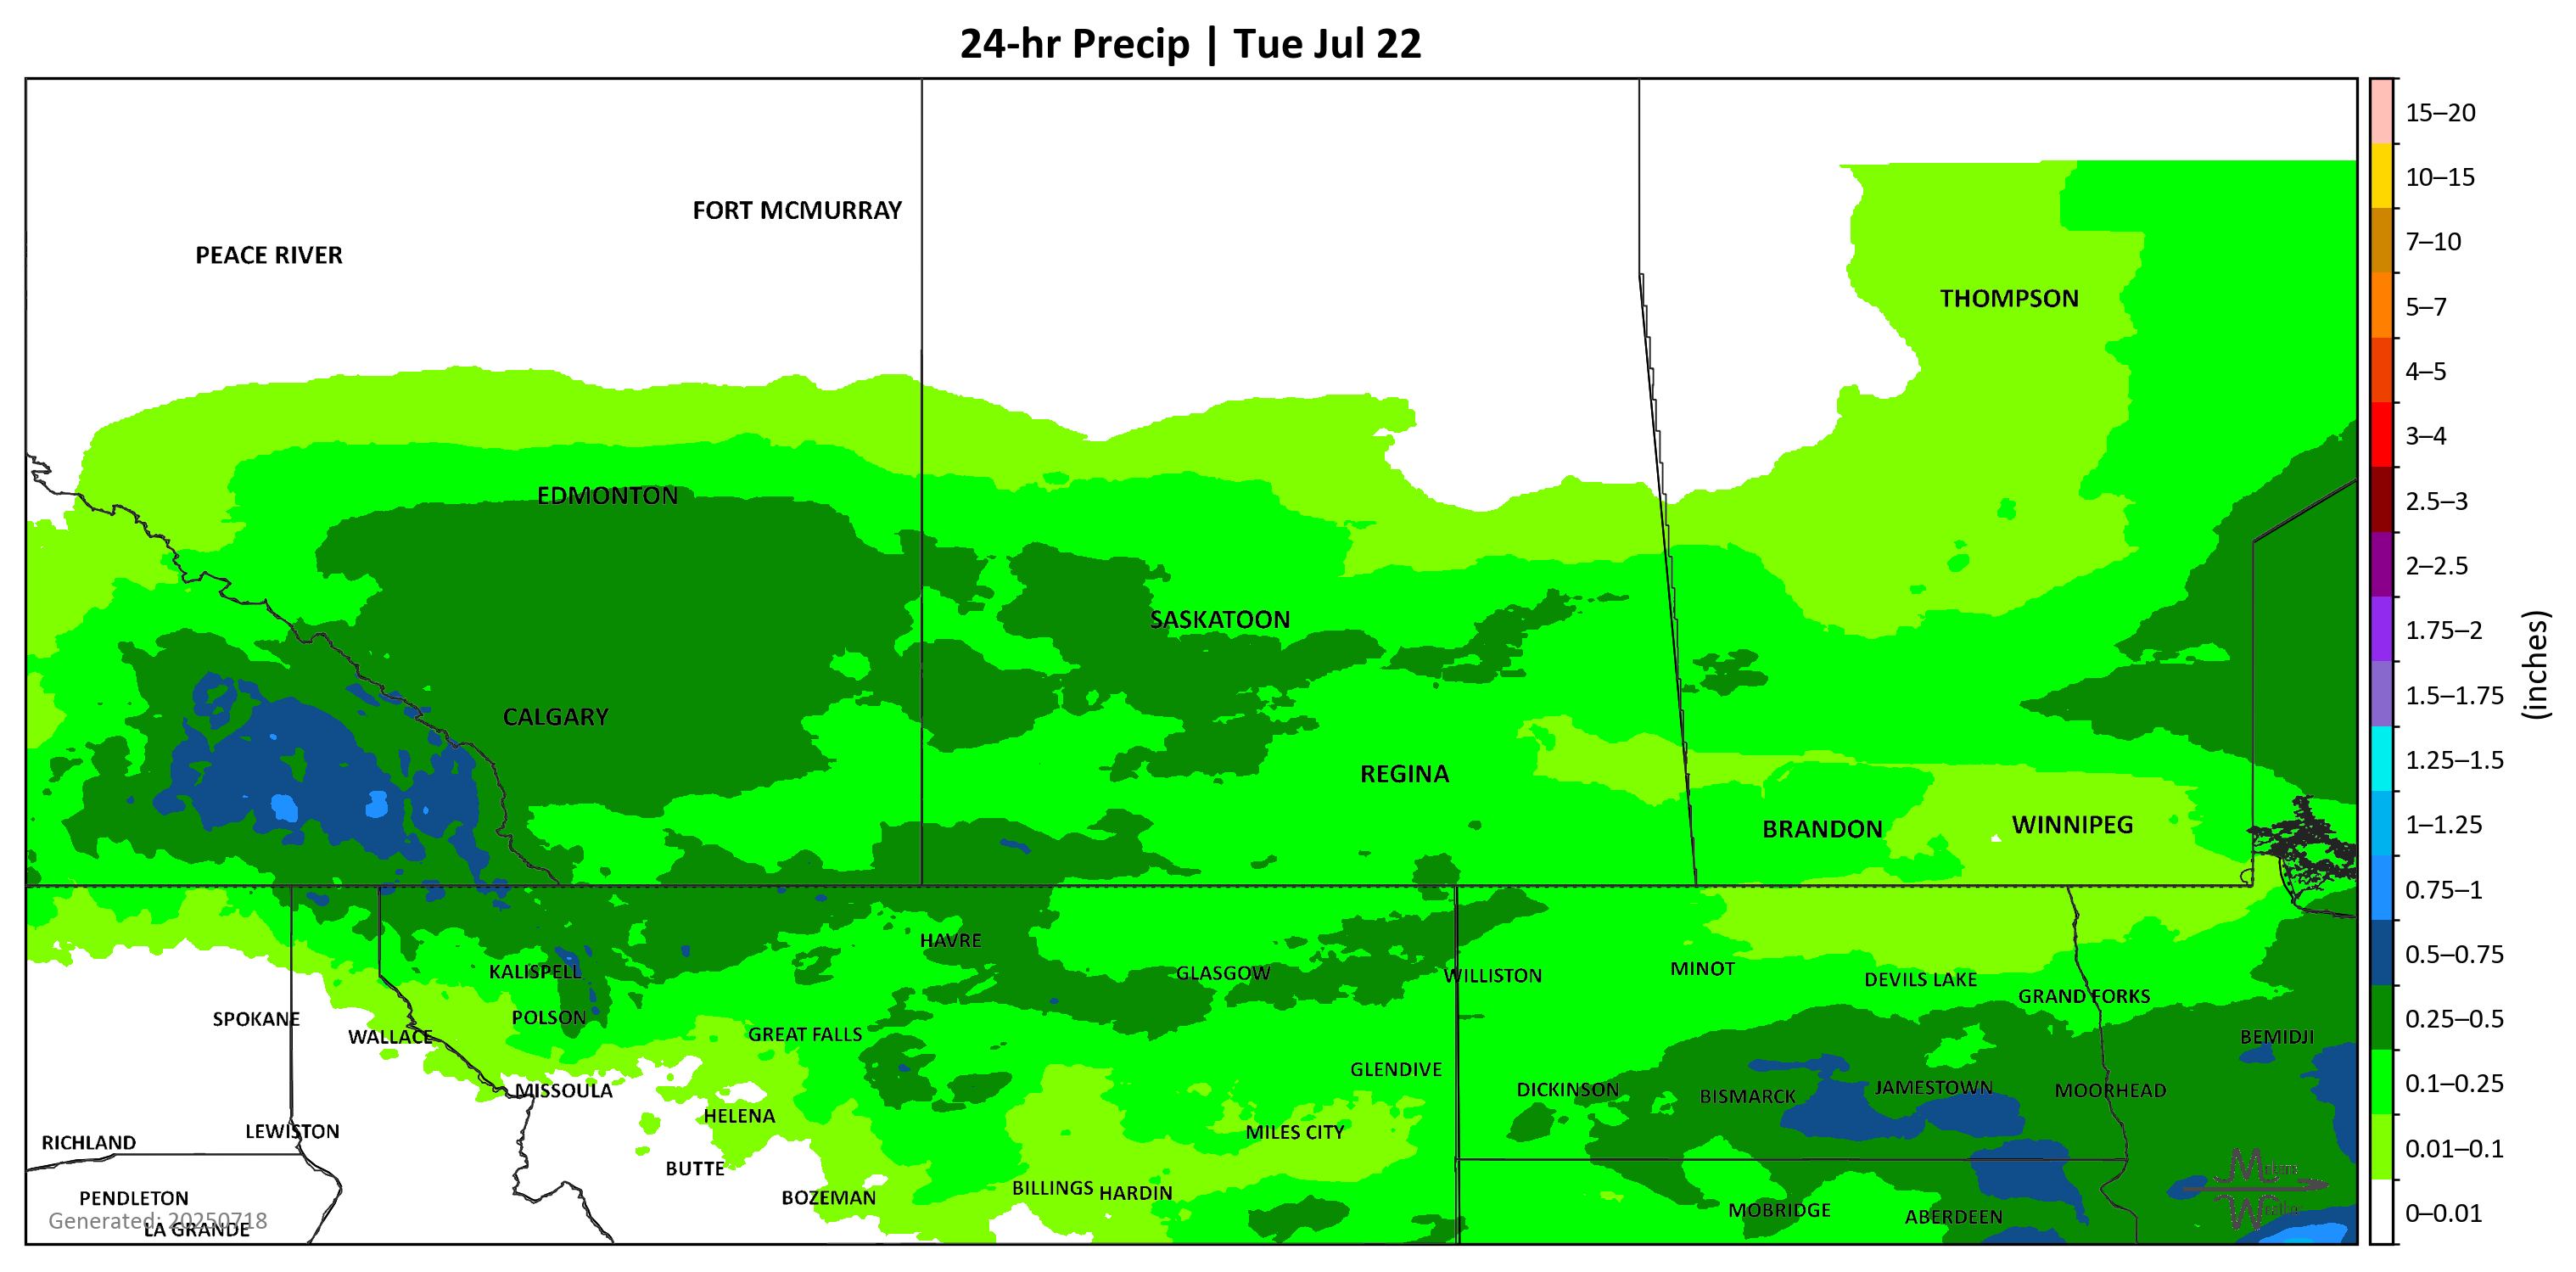 24-hr Precip | Tue Jul 22
FORT MCMURRAY
PEACE RIVER
THOMPSON
EDMONTON
SASKATOON
CALGARY
REGINA
BRANDON
WINNIPEG
HAVRE
KALISPELL
GLASGOW
WILLISTON
MINOT
DEVILS LAKE
GRAND FORKS
SPOKANE
POLSON
WALLACE
GREAT FALLS
BEMIDJI
GLENDIVE
MISSOULA
DICKINSON
BISMARCK
JAMESTOWN
MOORHEAD
HELENA
RICHLAND
LEWISTON
MILES CITY
BUTTE
PENDLETON
BOZEMAN
BILLINGS
HARDIN
MOBRIDGE
ABERDEEN
Generated: 20250718
LA GRANDE
15–20
10–15
7–10
5–7
4–5
3–4
2.5–3
2–2.5
1.75–2
1.5–1.75
1.25–1.5
1–1.25
0.75–1
0.5–0.75
0.25–0.5
0.1–0.25
0.01–0.1
0–0.01
(inches)